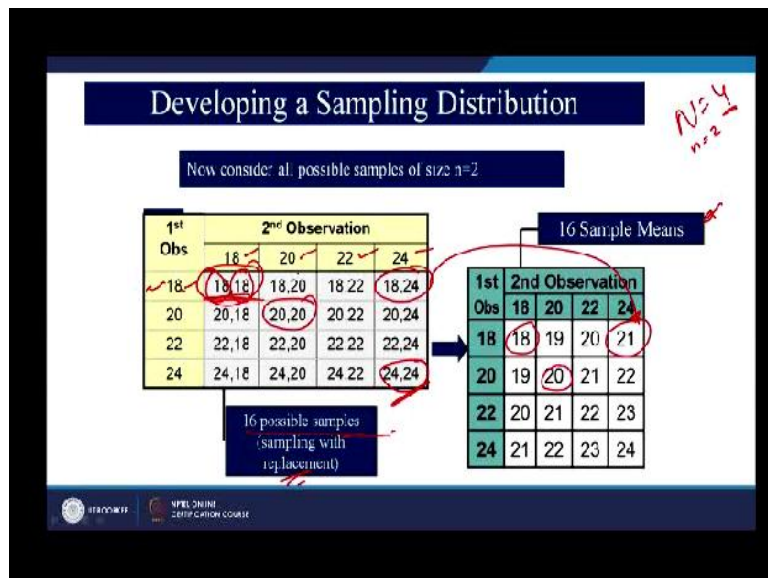 Developing a Sampling Distribution
N=4
n=2
Now consider all possible samples of size n=2
1st Obs 2nd Observation
18 20 22 24
18 18,18 18,20 18 22 18,24
20 20,18 20,20 20 22 20,24
22 22,18 22,20 22 22 22,24
24 24,18 24,20 24 22 24,24
16 possible samples
(sampling with
replacement)
16 Sample Means
1st 2nd Observation
Obs 18 20 22 24
18 18 19 20 21
20 19 20 21 22
22 20 21 22 23
24 21 22 23 24
NPTEL ONLINE
CERTIFICATION COURSE